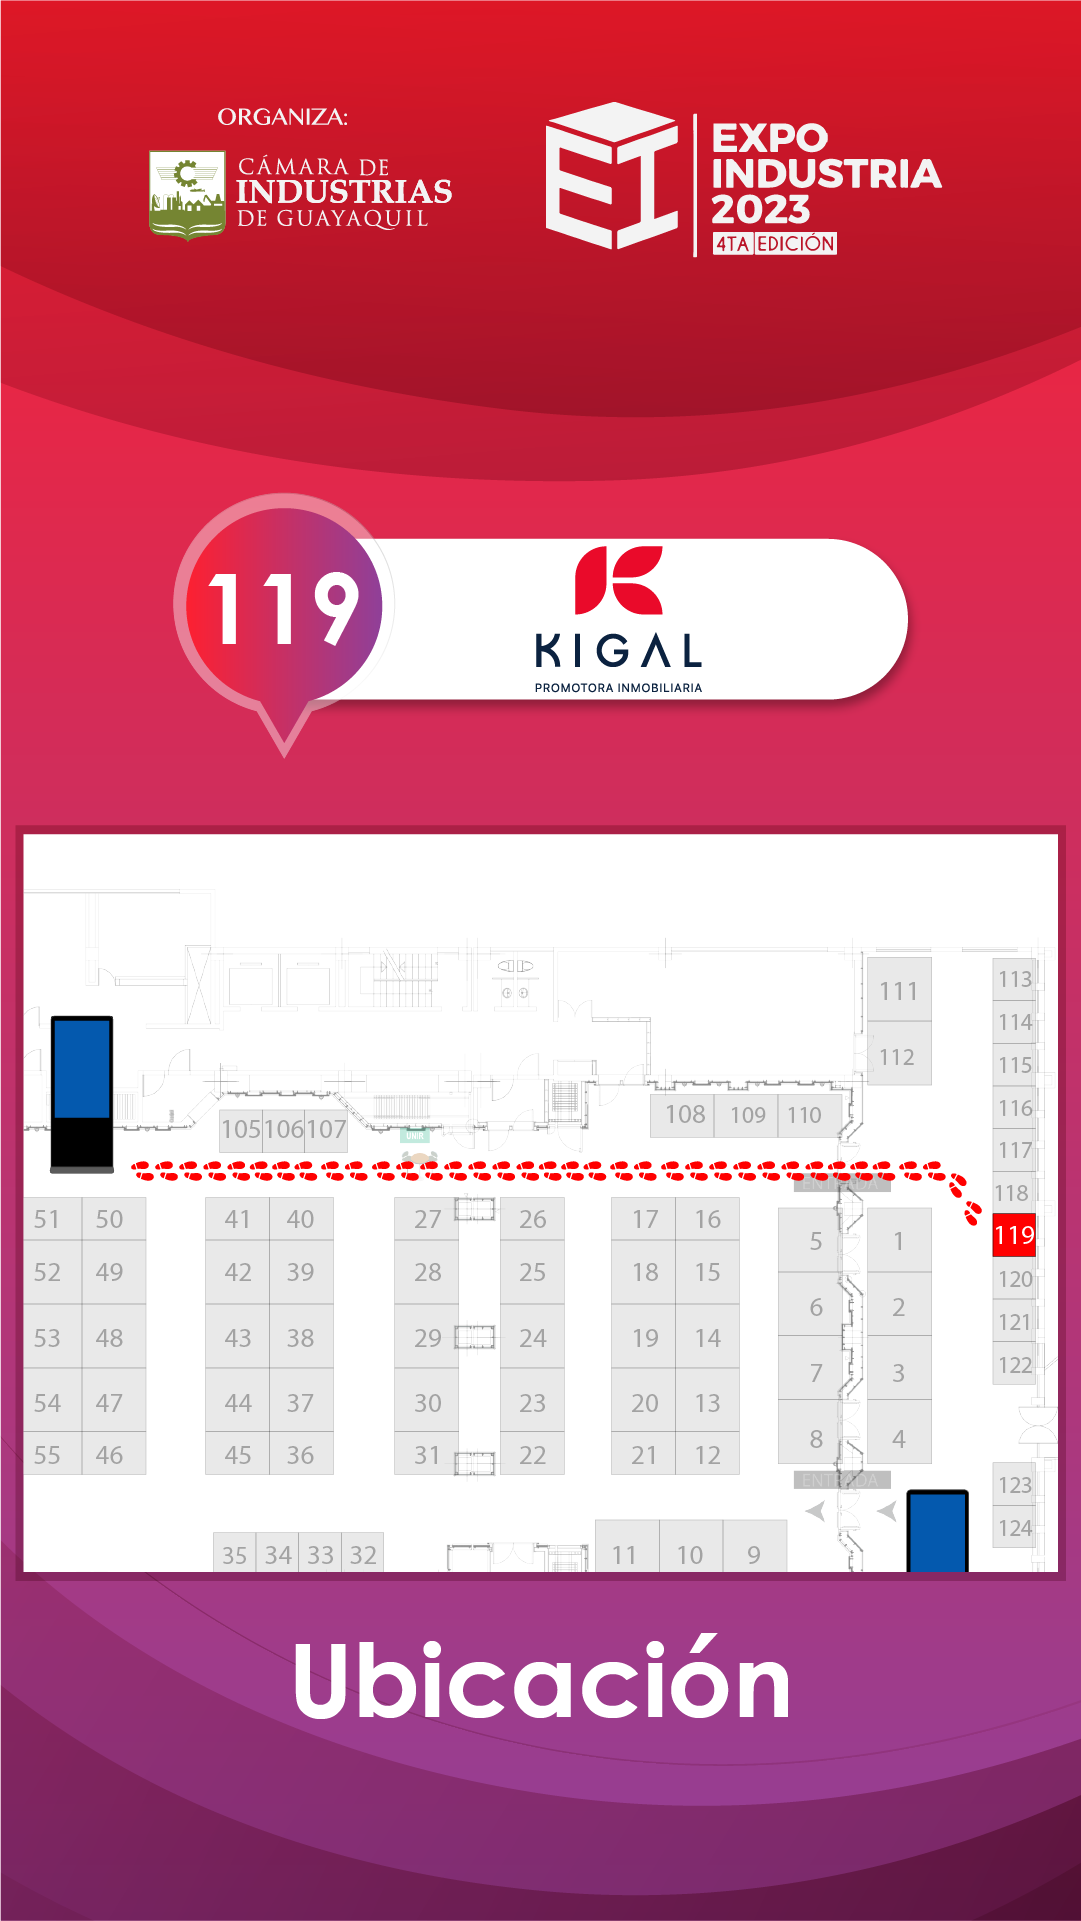 ORGANIZA:
CÁMARA DE
INDUSTRIAS
DE GUAYAQUIL
EXPO
INDUSTRIA
2023
4TA EDICIÓN
119
KIGAL
PROMOTORA INMOBILIARIA
111
113
114
112
115
116
105 106 107
UNIR
108 109 110
117
118
ENTRADA
51 50 41 40 27 26 17 16
5 1
119
52 49 42 39 28 25 18 15
120
6 2
121
53 48 43 38 29 24 19 14
122
7 3
54 47 44 37 30 23 20 13
8 4
55 46 45 36 31 22 21 12
ENTRADA
123
124
35 34 33 32 11 10 9
Ubicación